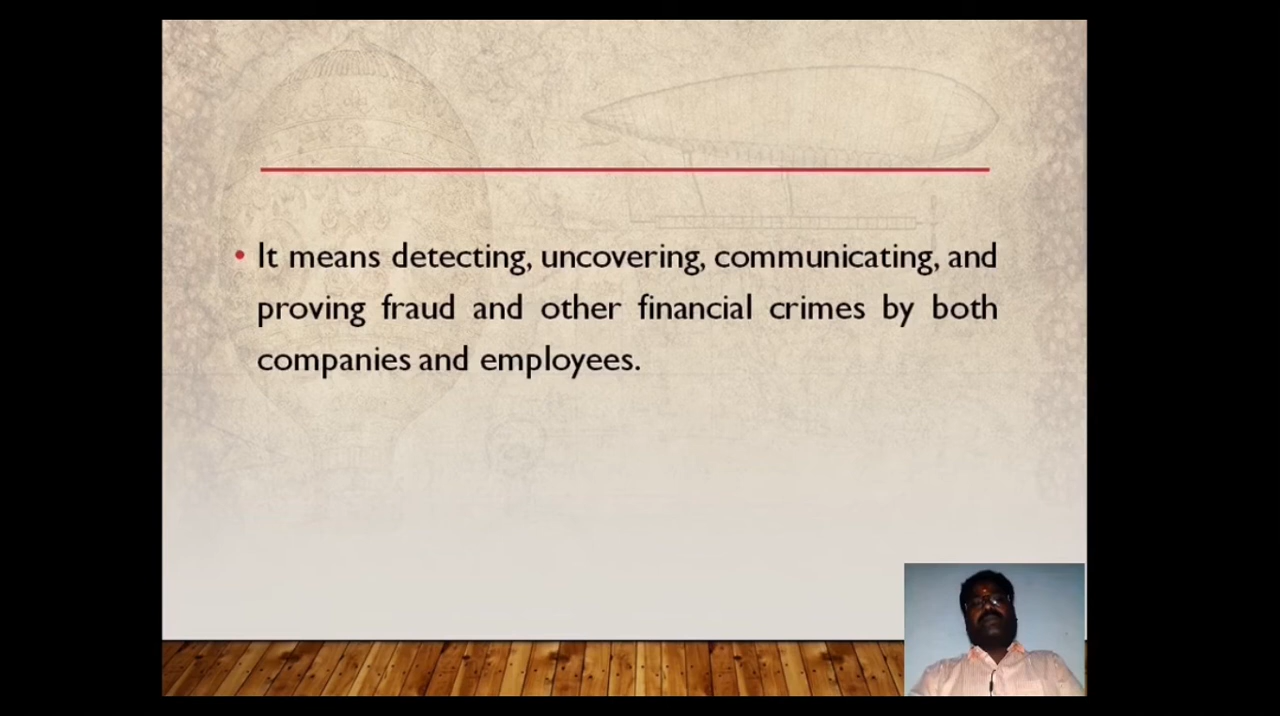 • It means detecting, uncovering, communicating, and
proving fraud and other financial crimes by both
companies and employees.